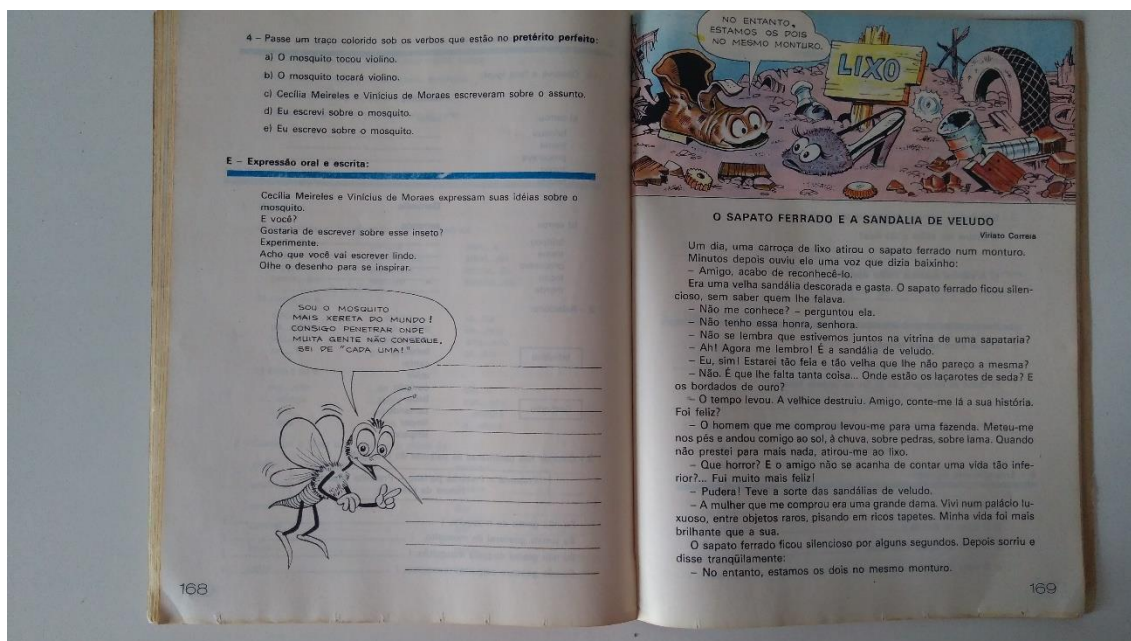 4 – Passe um traço colorido sob os verbos que estão no pretérito perfeito:
a) O mosquito tocou violino.
b) O mosquito tocará violino.
c) Cecília Meireles e Vinícius de Moraes escreveram sobre o assunto.
d) Eu escrevi sobre o mosquito.
e) Eu escrevo sobre o mosquito.
E – Expressão oral e escrita:
Cecília Meireles e Vinícius de Moraes expressam suas idéias sobre o
mosquito.
E você?
Gostaria de escrever sobre esse inseto?
Experimente.
Acho que você vai escrever lindo.
Olhe o desenho para se inspirar.
SOU O MOSQUITO
MAIS XERETA DO MUNDO!
CONSIGO PENETRAR ONDE
MUITA GENTE NÃO CONSEGUE.
SEI DE "CADA UMA!"
168
NO ENTANTO,
ESTAMOS OS DOIS
NO MESMO MONTURO.
LIXO
O SAPATO FERRADO E A SANDÁLIA DE VELUDO
Viriato Correia
Um dia, uma carroça de lixo atirou o sapato ferrado num monturo.
Minutos depois ouviu ele uma voz que dizia baixinho:
– Amigo, acabo de reconhecê-lo.
Era uma velha sandália descorada e gasta. O sapato ferrado ficou silen-
cioso, sem saber quem lhe falava.
– Não me conhece? – perguntou ela.
– Não tenho essa honra, senhora.
– Não se lembra que estivemos juntos na vitrina de uma sapataria?
– Ah! Agora me lembro! É a sandália de veludo.
– Eu, sim! Estarei tão feia e tão velha que lhe não pareço a mesma?
– Não. É que lhe falta tanta coisa... Onde estão os laçarotes de seda? E
os bordados de ouro?
– O tempo levou. A velhice destruiu. Amigo, conte-me lá a sua história.
Foi feliz?
– O homem que me comprou levou-me para uma fazenda. Meteu-me
nos pés e andou comigo ao sol, à chuva, sobre pedras, sobre lama. Quando
não prestei para mais nada, atirou-me ao lixo.
– Que horror? E o amigo não se acanha de contar uma vida tão infe-
rior?... Fui muito mais feliz!
– Pudera! Teve a sorte das sandálias de veludo.
– A mulher que me comprou era uma grande dama. Vivi num palácio lu-
xuoso, entre objetos raros, pisando em ricos tapetes. Minha vida foi mais
brilhante que a sua.
O sapato ferrado ficou silencioso por alguns segundos. Depois sorriu e
disse tranqüilamente:
– No entanto, estamos os dois no mesmo monturo.
169